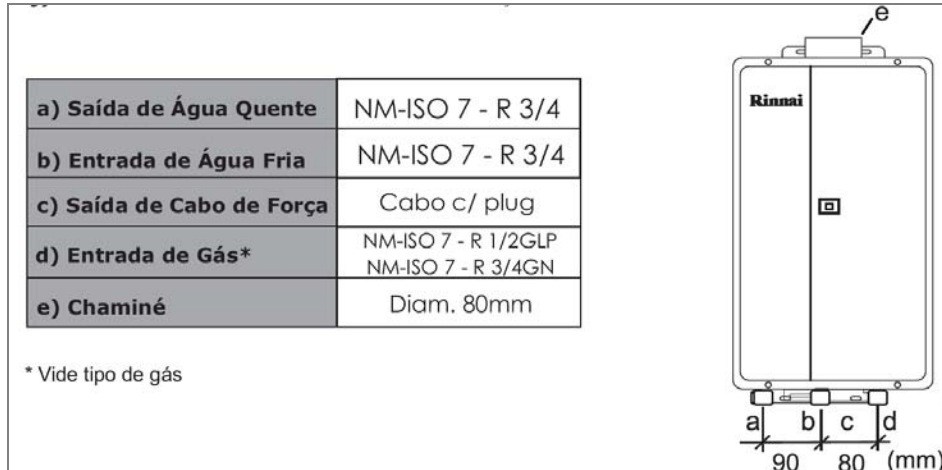 a) Saída de Água Quente NM-ISO 7 - R 3/4
b) Entrada de Água Fria NM-ISO 7 - R 3/4
c) Saída de Cabo de Força Cabo c/ plug
d) Entrada de Gás* NM-ISO 7 - R 1/2GLP
NM-ISO 7 - R 3/4GN
e) Chaminé Diam. 80mm
* Vide tipo de gás
e
Rinnai
a b c d
90 80 (mm)